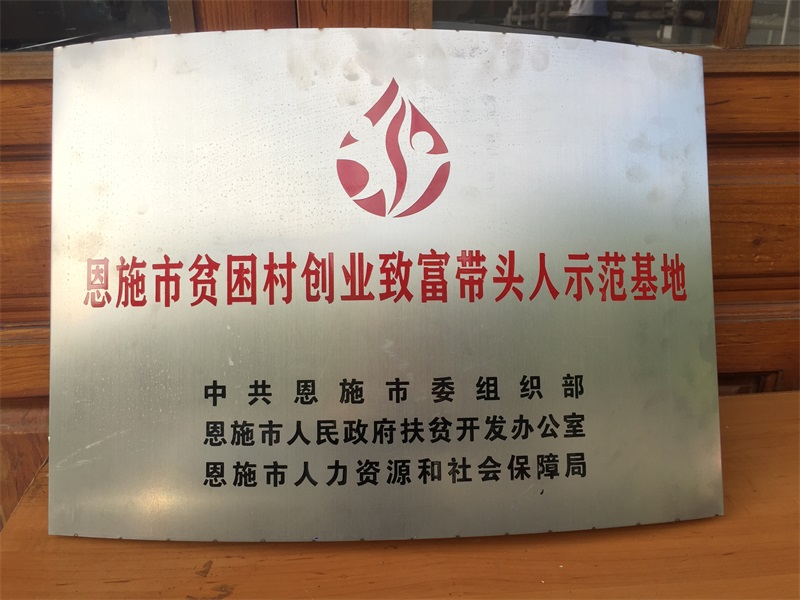 恩施市贫困村创业致富带头人示范基地
中共恩施市委组织部
恩施市人民政府扶贫开发办公室
恩施市人力资源和社会保障局